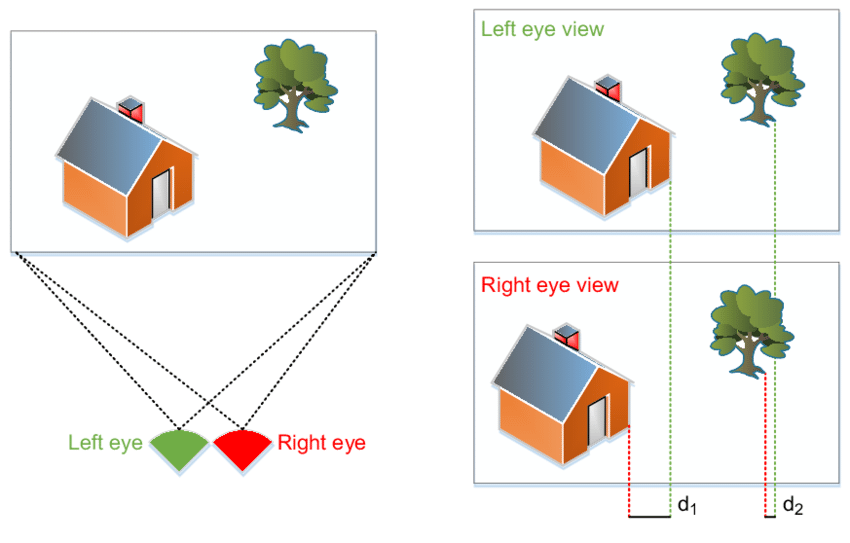 Left eye view
Right eye view
Left eye
Right eye
d₁
d₂